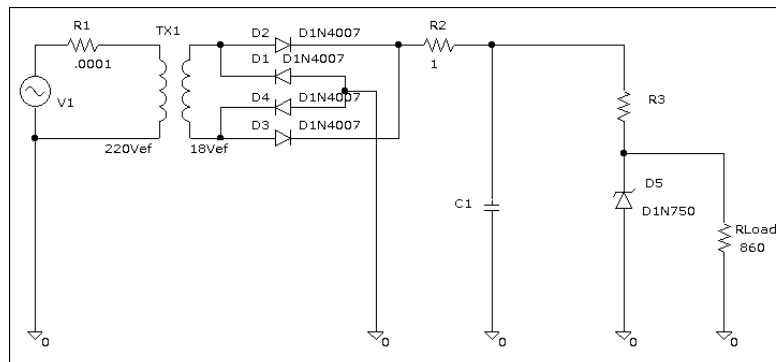 R1
TX1
D2 D1N4007
R2
D1 D1N4007
.0001
1
D4
D1N4007
R3
V1
D3 D1N4007
220Vef
18Vef
D5
C1
D1N750
RLoad
860
0
0
0
0
0